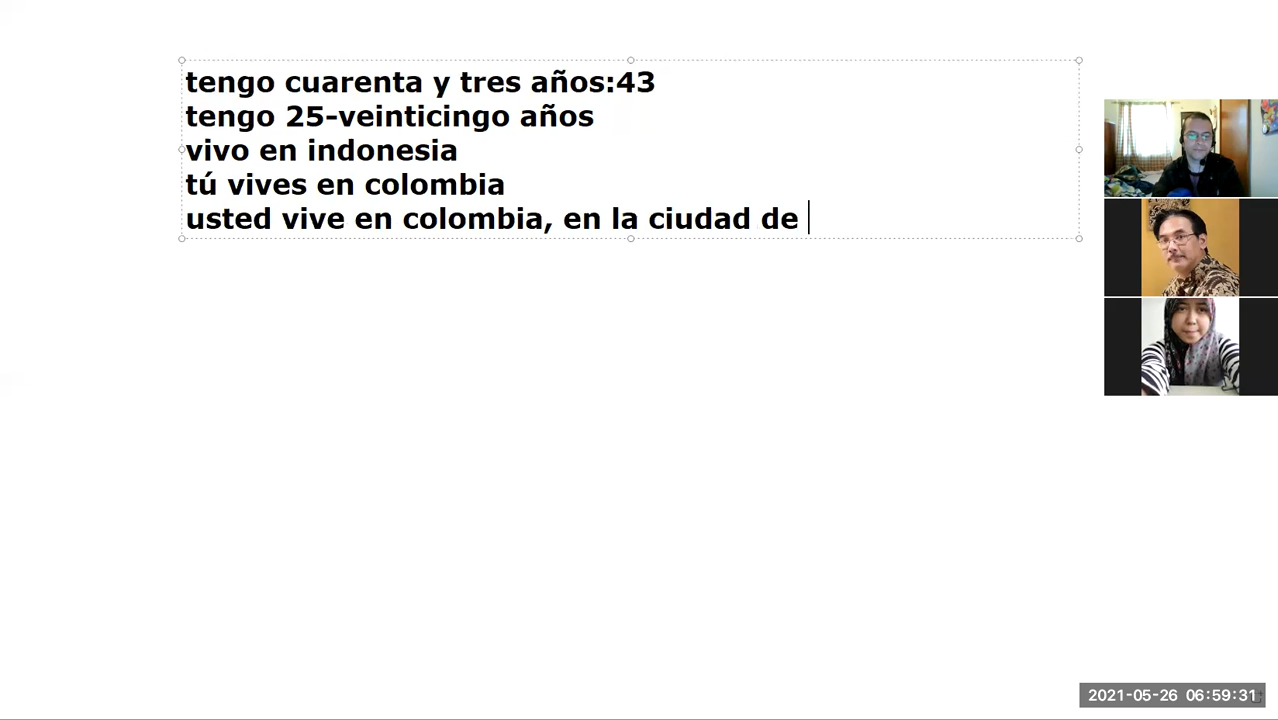 tengo cuarenta y tres años:43
tengo 25-veinticingo años
vivo en indonesia
tú vives en colombia
usted vive en colombia, en la ciudad de
2021-05-26 06:59:31